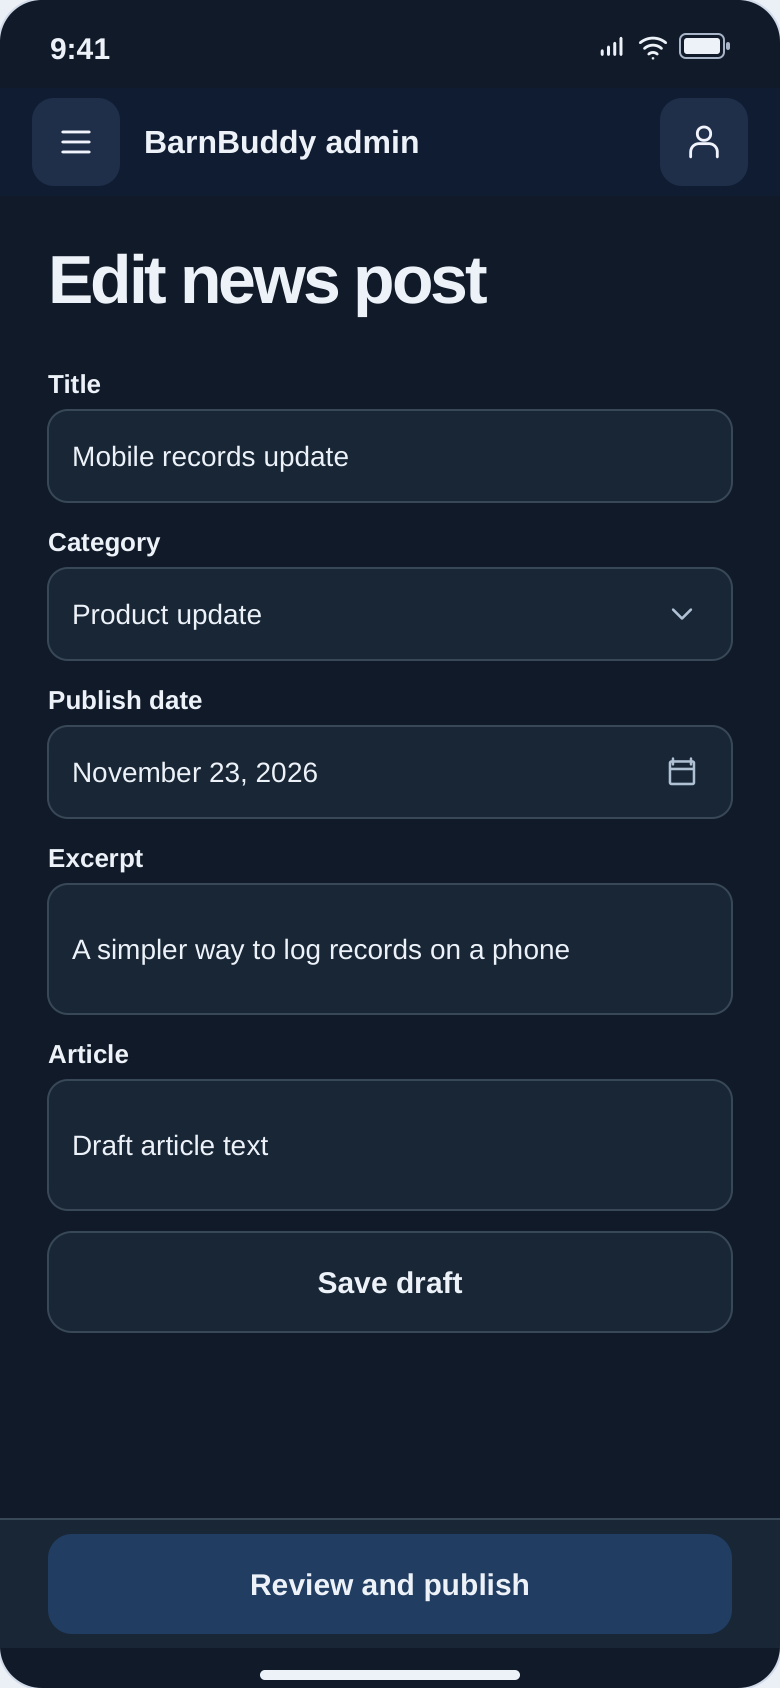 9:41
BarnBuddy admin
Edit news post
Title
Mobile records update
Category
Product update
Publish date
November 23, 2026
Excerpt
A simpler way to log records on a phone
Article
Draft article text
Save draft
Review and publish